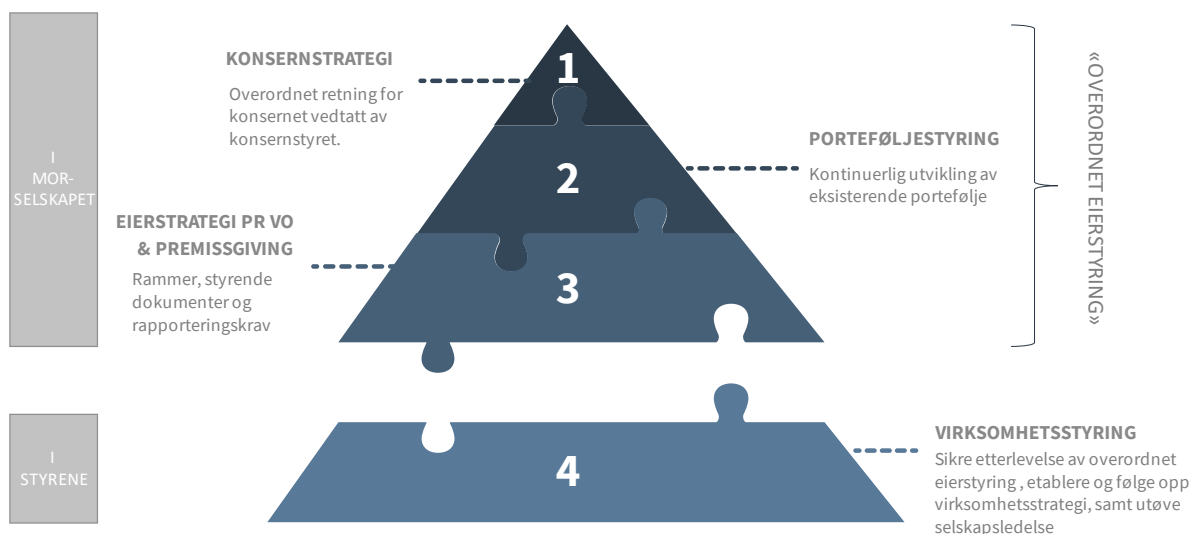 I
MOR-
SELSKAPET
KONSERNSTRATEGI
Overordnet retning for
konsernet vedtatt av
konsernstyret.
1
PORTEFØLJESTYRING
Kontinuerlig utvikling av
eksisterende portefølje
2
EIERSTRATEGI PR VO
& PREMISSGIVING
Rammer, styrende
dokumenter og
rapporteringskrav
3
«OVERORDNET EIERSTYRING»
I
STYRENE
4
VIRKSOMHETSSTYRING
Sikre etterlevelse av overordnet
eierstyring , etablere og følge opp
virksomhetsstrategi, samt utøve
selskapsledelse